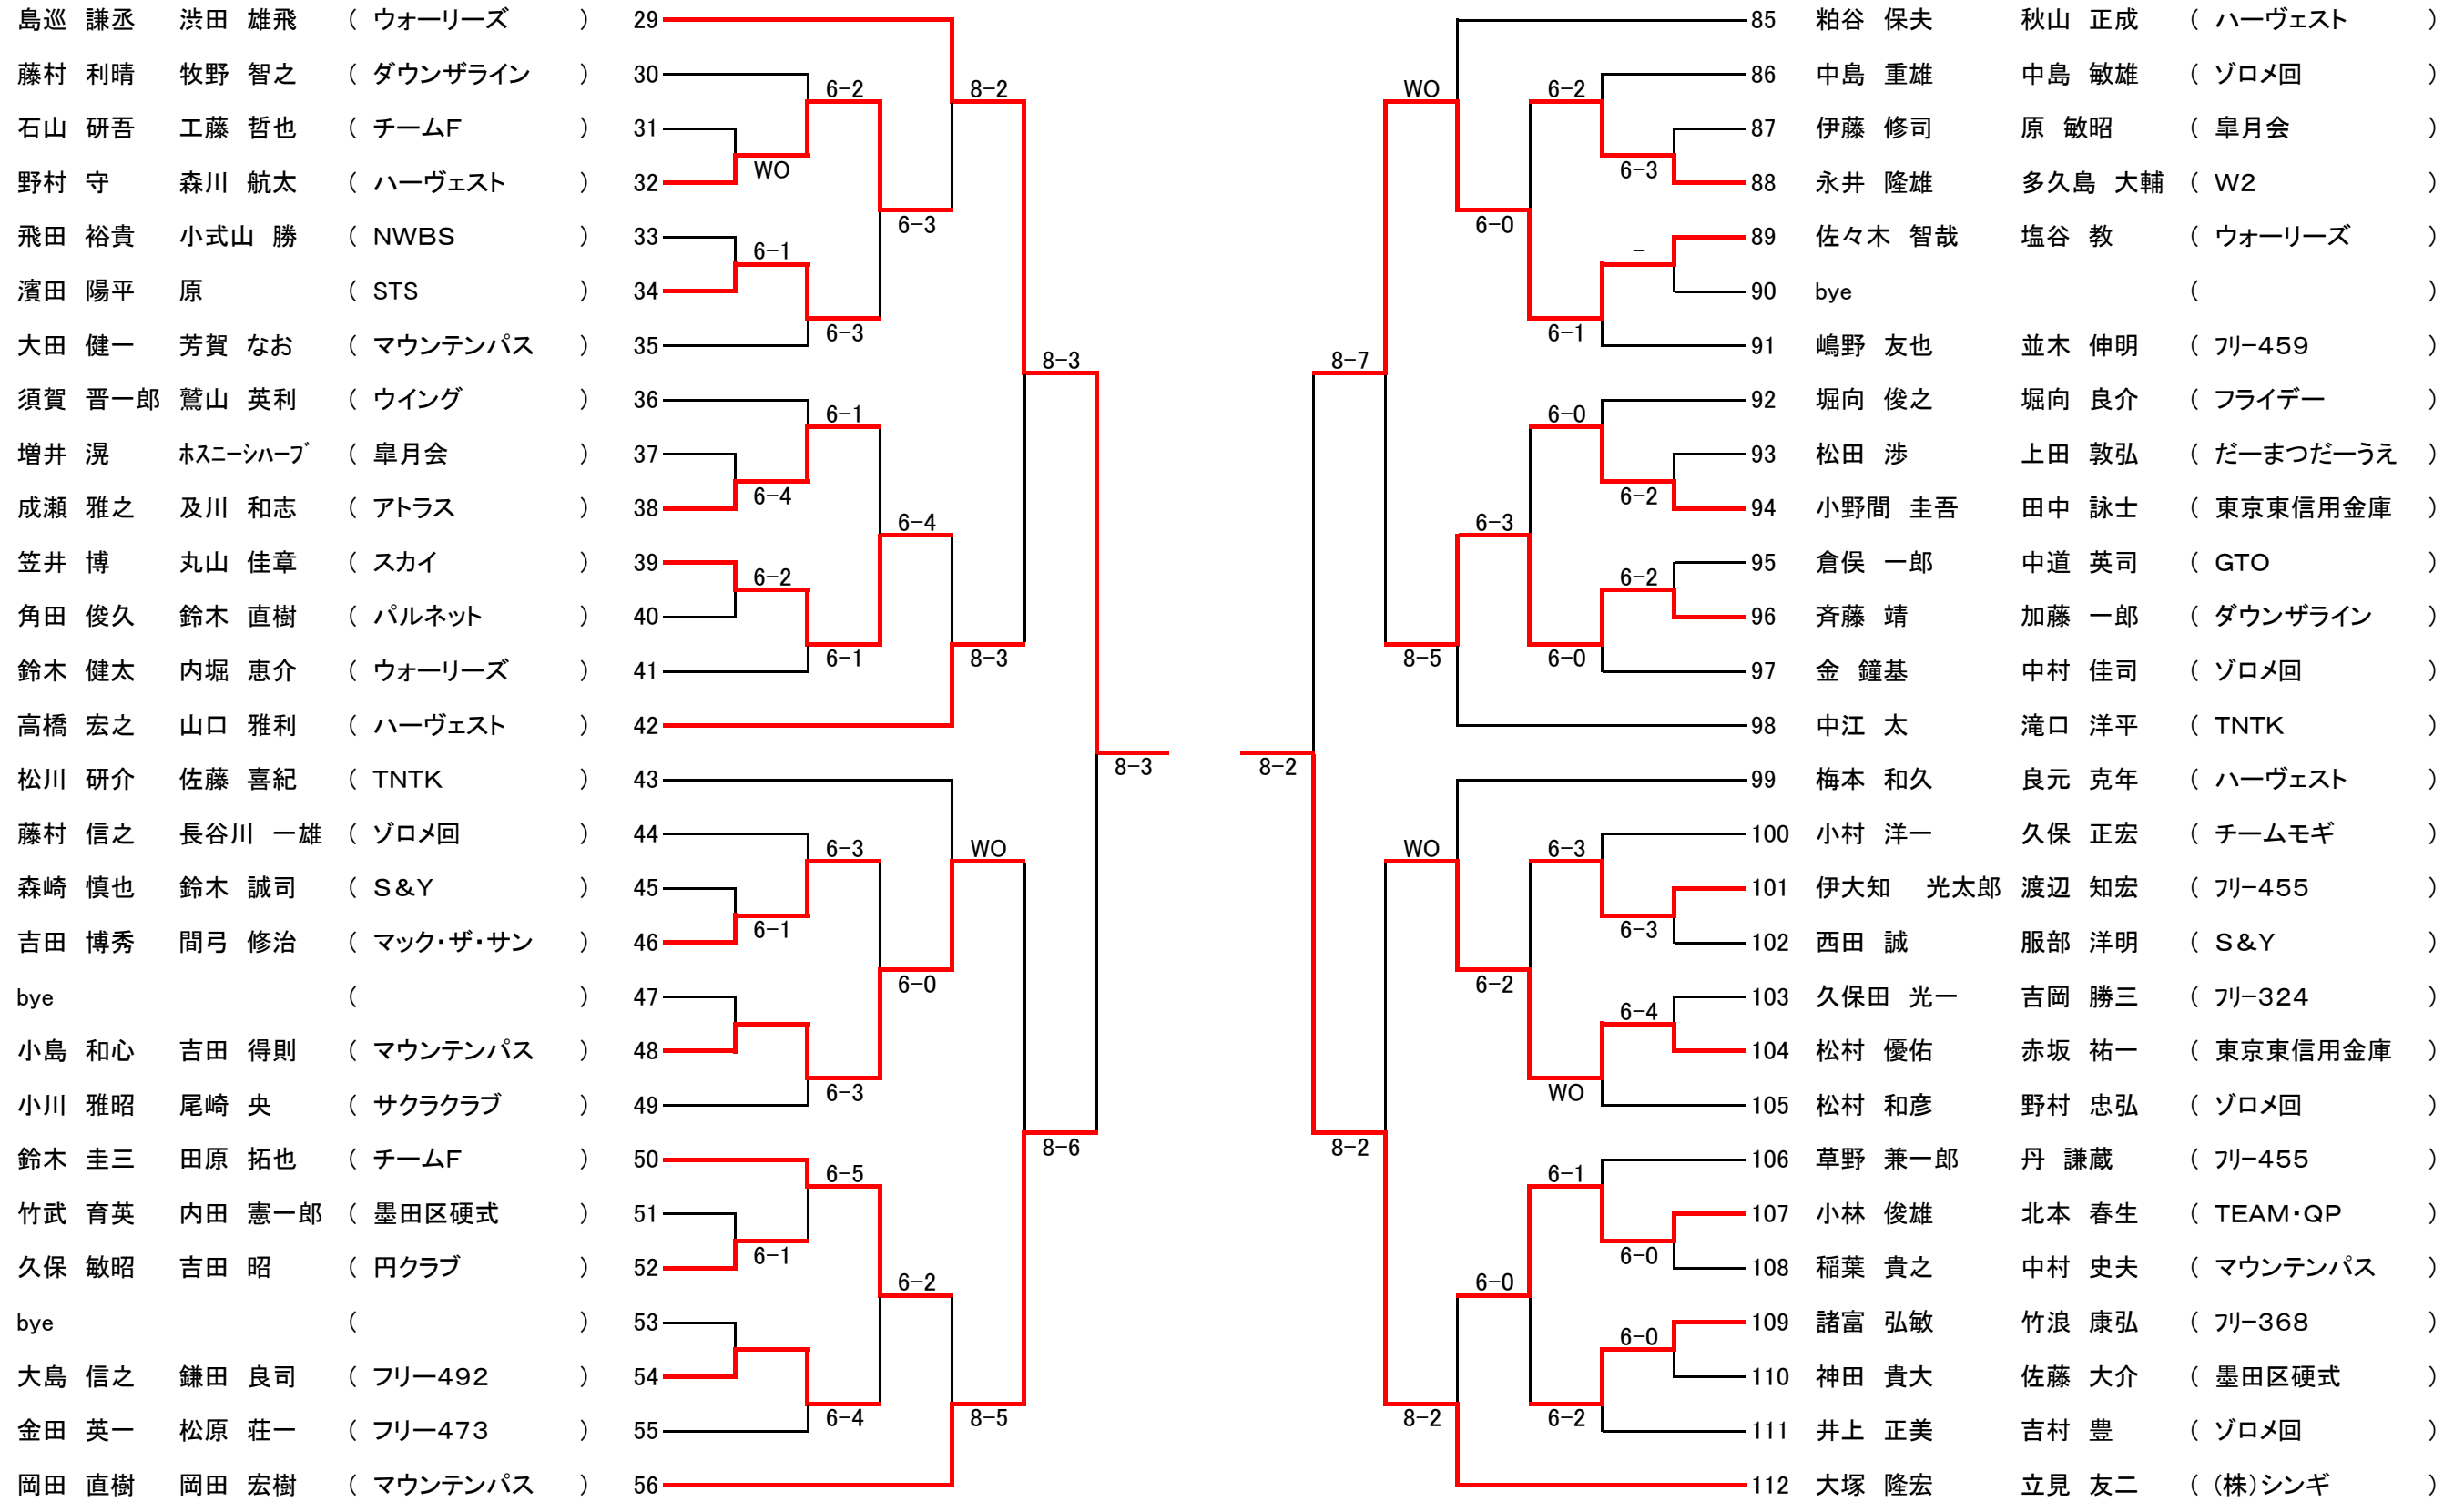 島巡 謙丞 渋田 雄飛 ( ウォーリーズ ) 29
藤村 利晴 牧野 智之 ( ダウンザライン ) 30
石山 研吾 工藤 哲也 ( チームF ) 31
野村 守 森川 航太 ( ハーヴェスト ) 32
飛田 裕貴 小式山 勝 ( NWBS ) 33
濱田 陽平 原 ( STS ) 34
大田 健一 芳賀 なお ( マウンテンパス ) 35
須賀 晋一郎 鷲山 英利 ( ウイング ) 36
増井 滉 ホスニーシハーブ ( 皐月会 ) 37
成瀬 雅之 及川 和志 ( アトラス ) 38
笠井 博 丸山 佳章 ( スカイ ) 39
角田 俊久 鈴木 直樹 ( パルネット ) 40
鈴木 健太 内堀 恵介 ( ウォーリーズ ) 41
高橋 宏之 山口 雅利 ( ハーヴェスト ) 42
松川 研介 佐藤 喜紀 ( TNTK ) 43
藤村 信之 長谷川 一雄 ( ゾロメ回 ) 44
森崎 慎也 鈴木 誠司 ( S&Y ) 45
吉田 博秀 間弓 修治 ( マック・ザ・サン ) 46
bye ( ) 47
小島 和心 吉田 得則 ( マウンテンパス ) 48
小川 雅昭 尾崎 央 ( サクラクラブ ) 49
鈴木 圭三 田原 拓也 ( チームF ) 50
竹武 育英 内田 憲一郎 ( 墨田区硬式 ) 51
久保 敏昭 吉田 昭 ( 円クラブ ) 52
bye ( ) 53
大島 信之 鎌田 良司 ( フリー492 ) 54
金田 英一 松原 荘一 ( フリー473 ) 55
岡田 直樹 岡田 宏樹 ( マウンテンパス ) 56
WO
6-1
6-4
6-2
6-1
6-1
6-2
6-3
6-1
6-1
6-3
6-3
6-5
6-4
6-3
6-4
6-0
6-2
8-2
8-3
WO
8-5
8-3
8-6
8-3
8-2
8-7
8-2
WO
8-5
WO
8-2
6-0
6-3
6-2
6-0
6-2
6-1
6-0
6-0
6-3
WO
6-1
6-2
6-3
-
6-2
6-2
6-3
6-4
6-0
6-0
85 粕谷 保夫 秋山 正成 ( ハーヴェスト )
86 中島 重雄 中島 敏雄 ( ゾロメ回 )
87 伊藤 修司 原 敏昭 ( 皐月会 )
88 永井 隆雄 多久島 大輔 ( W2 )
89 佐々木 智哉 塩谷 教 ( ウォーリーズ )
90 bye ( )
91 嶋野 友也 並木 伸明 ( フリー459 )
92 堀向 俊之 堀向 良介 ( フライデー )
93 松田 渉 上田 敦弘 ( だーまつだーうえ )
94 小野間 圭吾 田中 詠士 ( 東京東信用金庫 )
95 倉俣 一郎 中道 英司 ( GTO )
96 斉藤 靖 加藤 一郎 ( ダウンザライン )
97 金 鐘基 中村 佳司 ( ゾロメ回 )
98 中江 太 滝口 洋平 ( TNTK )
99 梅本 和久 良元 克年 ( ハーヴェスト )
100 小村 洋一 久保 正宏 ( チームモギ )
101 伊大知 光太郎 渡辺 知宏 ( フリー455 )
102 西田 誠 服部 洋明 ( S&Y )
103 久保田 光一 吉岡 勝三 ( フリー324 )
104 松村 優佑 赤坂 祐一 ( 東京東信用金庫 )
105 松村 和彦 野村 忠弘 ( ゾロメ回 )
106 草野 兼一郎 丹 謙蔵 ( フリー455 )
107 小林 俊雄 北本 春生 ( TEAM・QP )
108 稲葉 貴之 中村 史夫 ( マウンテンパス )
109 諸富 弘敏 竹浪 康弘 ( フリー368 )
110 神田 貴大 佐藤 大介 ( 墨田区硬式 )
111 井上 正美 吉村 豊 ( ゾロメ回 )
112 大塚 隆宏 立見 友二 ( (株)シンギ )